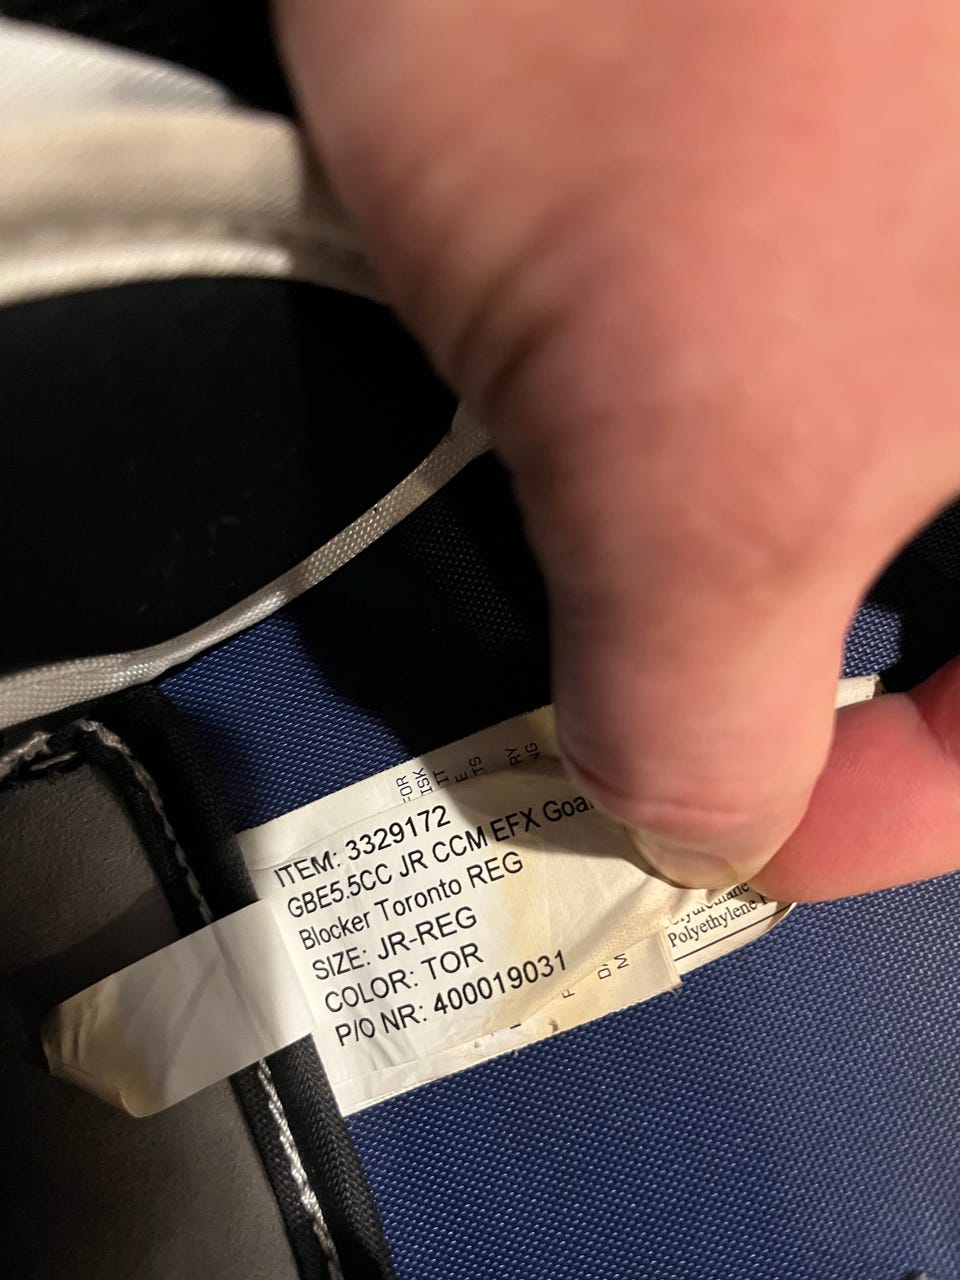 ITEM: 3329172
GBE5.5CC JR CCM EFX Goal
Blocker Toronto REG
SIZE: JR-REG
COLOR: TOR
P/O NR: 400019031
Polyethylene